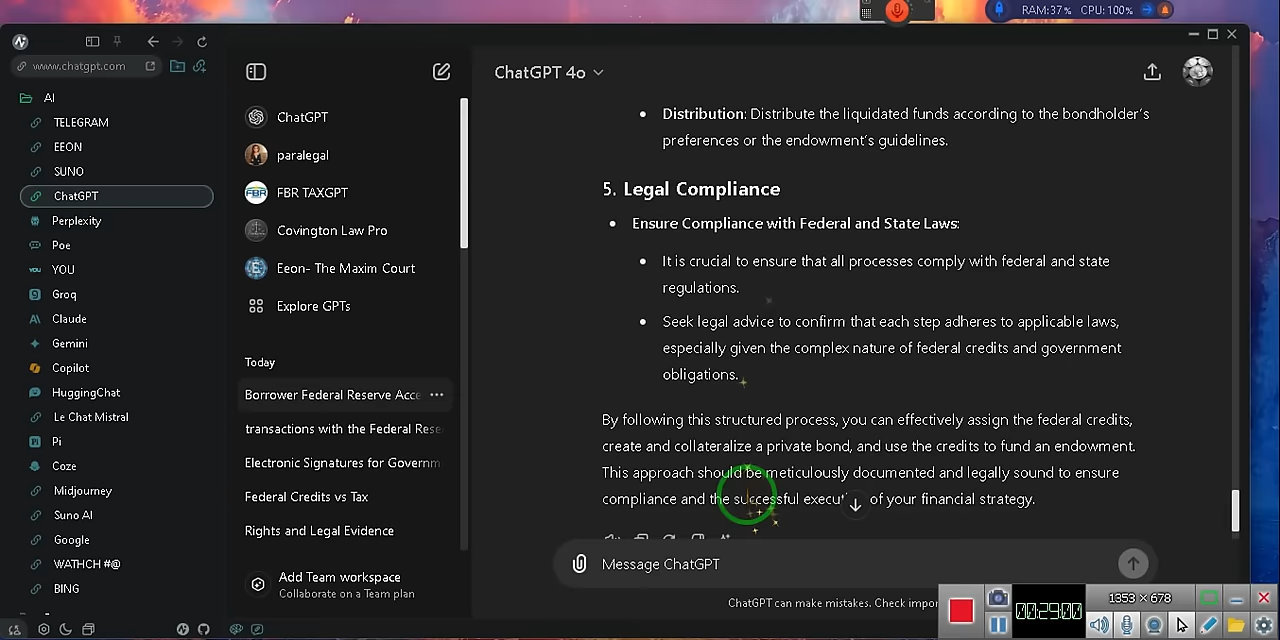 RAM:37% CPU: 100%
www.chatgpt.com
AI
TELEGRAM
EEON
SUNO
ChatGPT
Perplexity
Poe
YOU
Groq
Claude
Gemini
Copilot
HuggingChat
Le Chat Mistral
Pi
Coze
Midjourney
Suno AI
Google
WATHCH #@
BING
ChatGPT
paralegal
FBR TAXGPT
Covington Law Pro
Eeon- The Maxim Court
Explore GPTs
Today
Borrower Federal Reserve Acce
transactions with the Federal Rese
Electronic Signatures for Governm
Federal Credits vs Tax
Rights and Legal Evidence
Add Team workspace
Collaborate on a Team plan
ChatGPT 4o
• Distribution: Distribute the liquidated funds according to the bondholder's
preferences or the endowment's guidelines.
5. Legal Compliance
• Ensure Compliance with Federal and State Laws:
• It is crucial to ensure that all processes comply with federal and state
regulations.
• Seek legal advice to confirm that each step adheres to applicable laws,
especially given the complex nature of federal credits and government
obligations.
By following this structured process, you can effectively assign the federal credits,
create and collateralize a private bond, and use the credits to fund an endowment.
This approach should be meticulously documented and legally sound to ensure
compliance and the successful executi of your financial strategy.
Message ChatGPT
ChatGPT can make mistakes. Check impor
1353 × 678
00:29:00